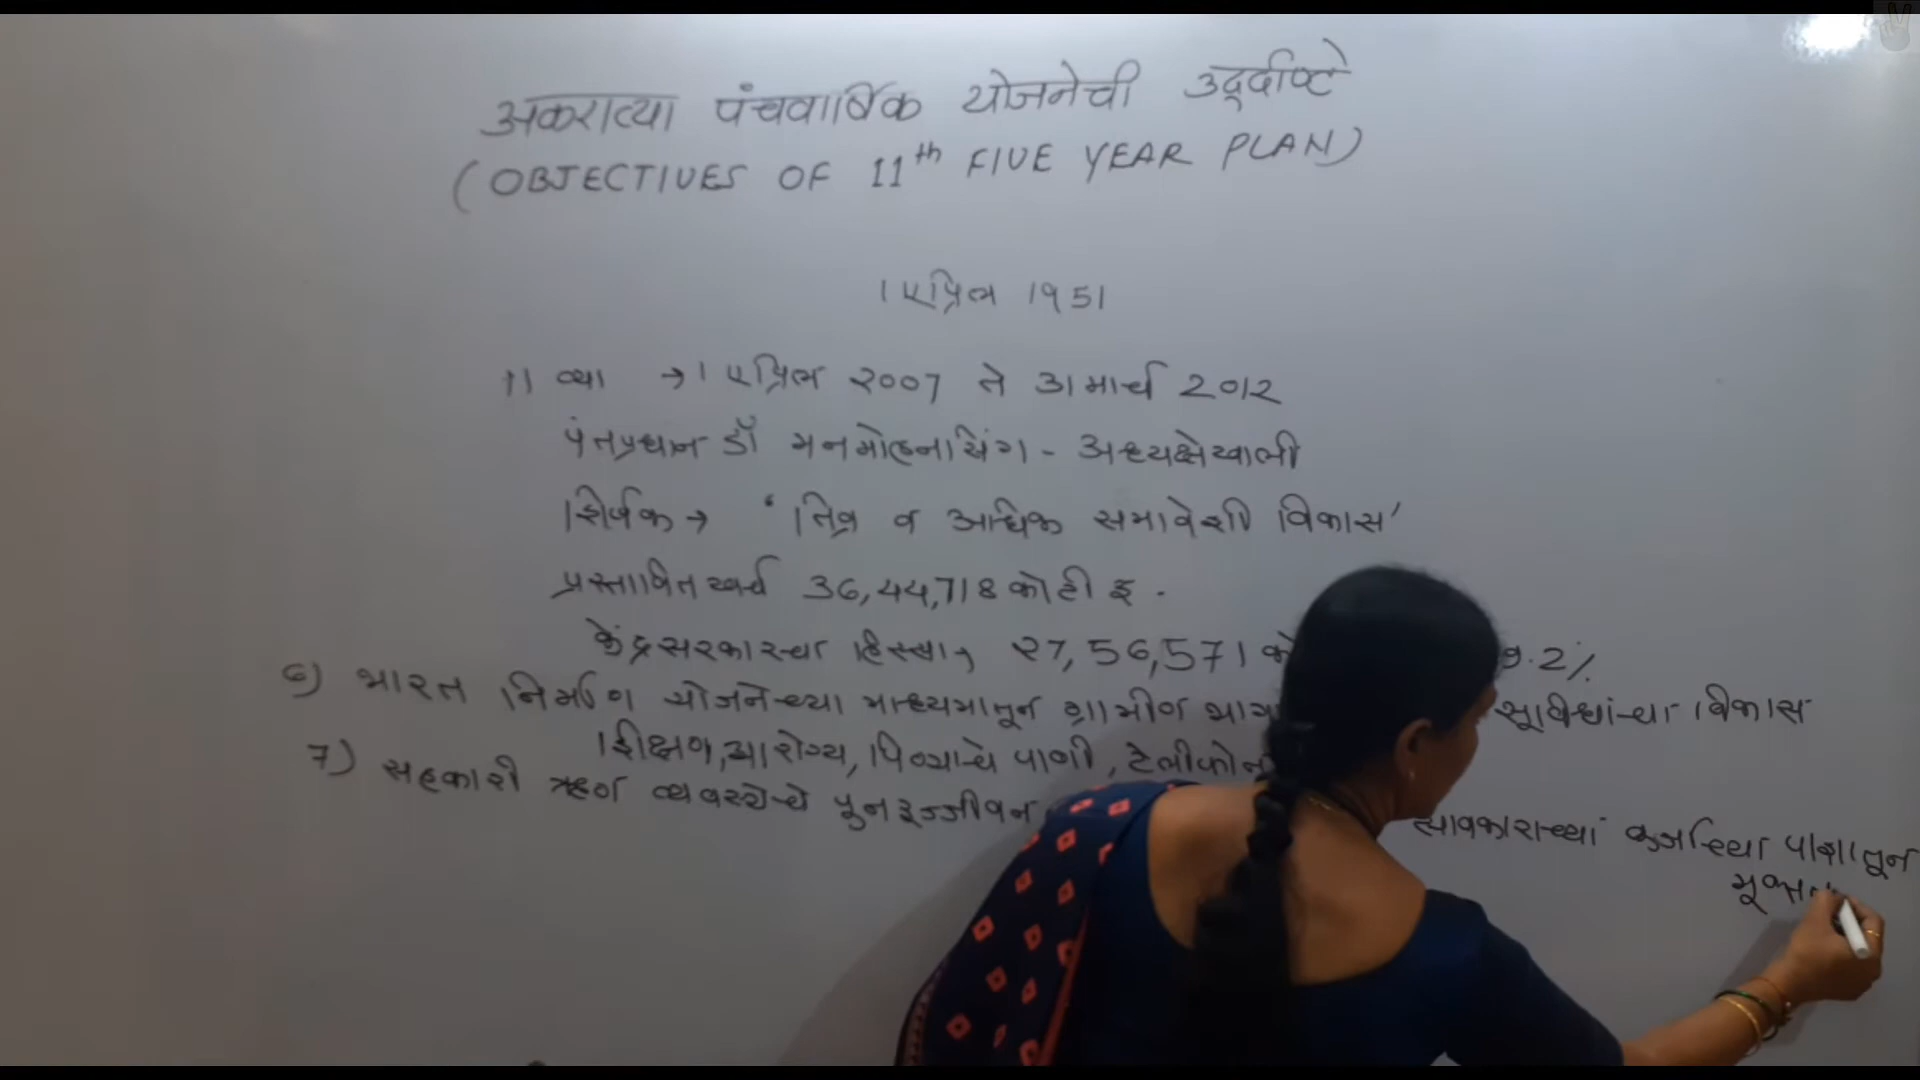 अकराव्या पंचवार्षिक योजनेची उद्दीष्टे
(OBJECTIVES OF 11th FIVE YEAR PLAN)
1 एप्रिल 1951
11 व्या → 1 एप्रिल 2007 ते 31 मार्च 2012
पंतप्रधान डॉ मनमोहनसिंग - अध्यक्षेखाली
शिर्षक → 'तिव्र व अधिक समावेशी विकास'
प्रस्तावित खर्च 36,44,718 कोटी रू.
केंद्र सरकारचा हिस्सा 27,56,571 .2%
6) भारत निर्माण योजनेच्या माध्यमातून ग्रामीण सूविधांचा विकास
शिक्षण, आरोग्य, पिण्याचे पाणी, टेलीफोन
7) सहकारी ऋण व्यवस्थेचे पुनरूज्जीवन सावकाराच्या कर्जाच्या पाशातून